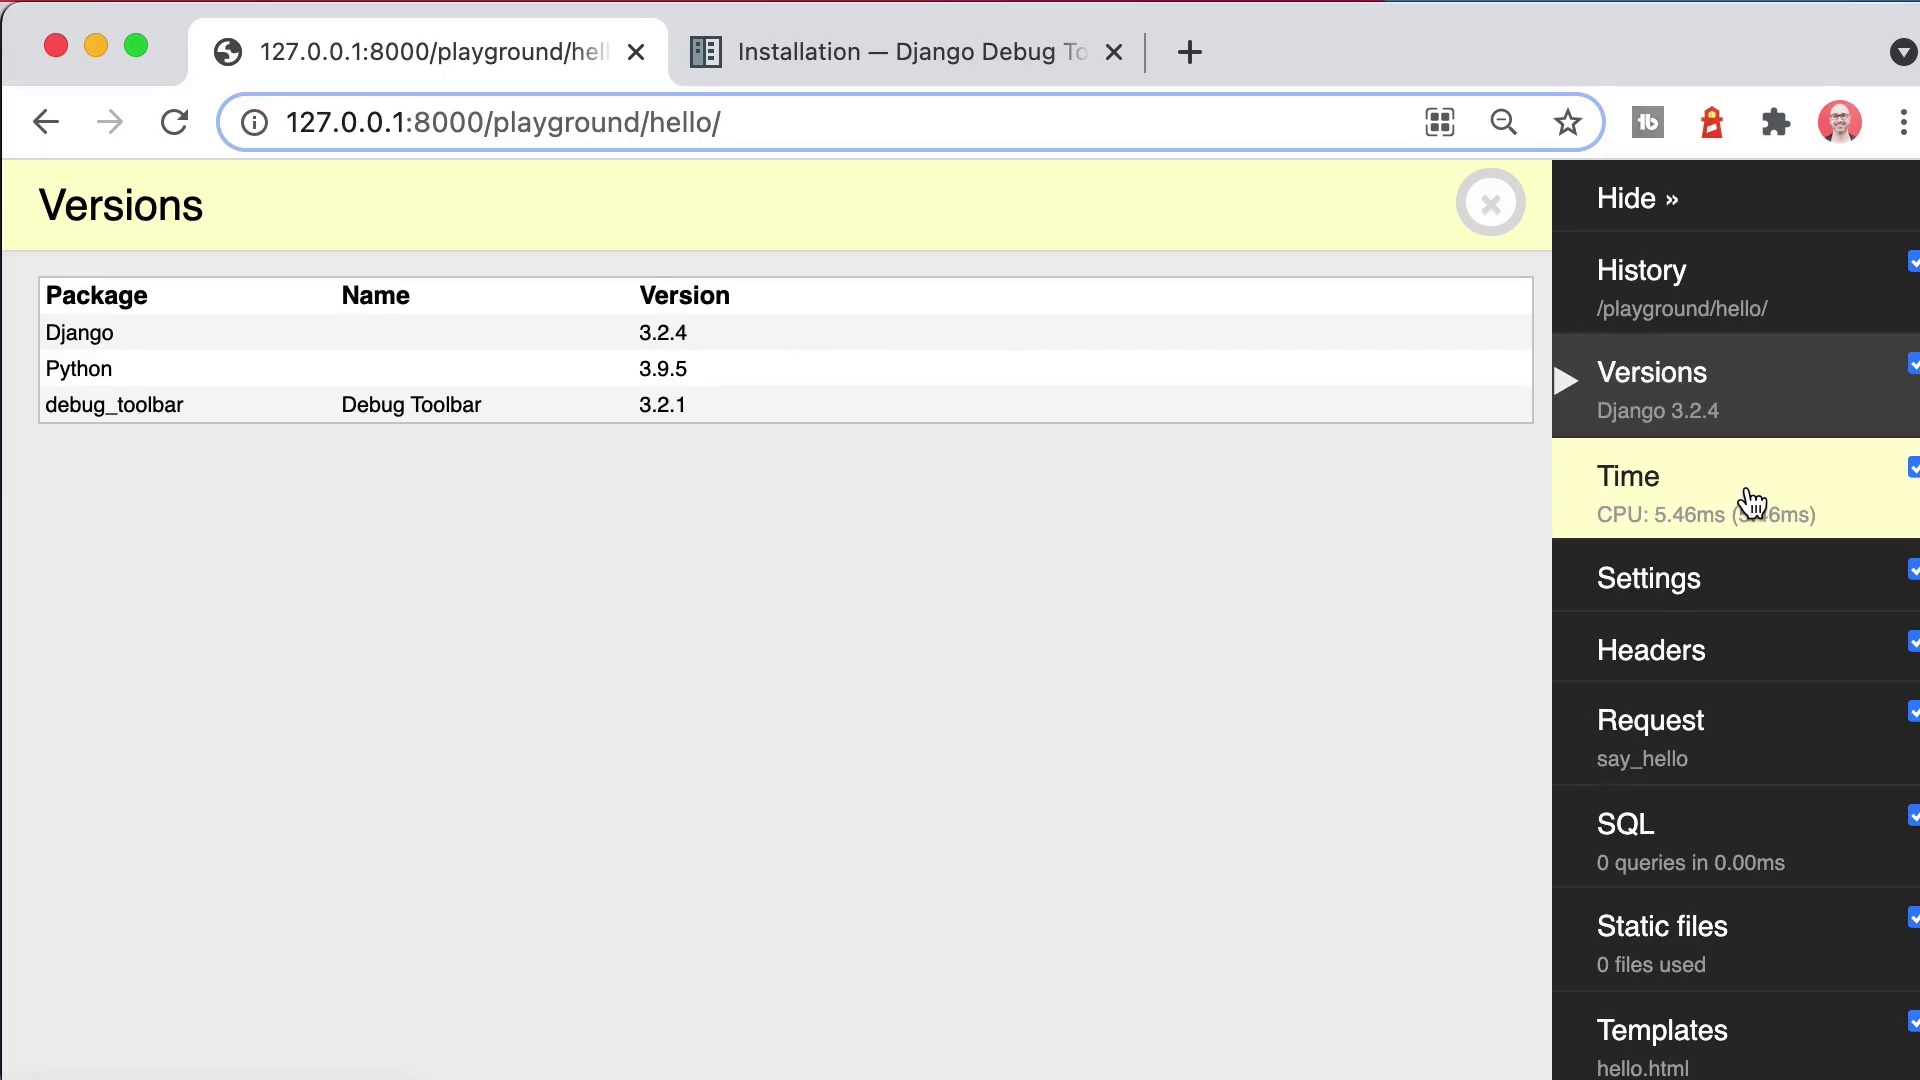 127.0.0.1:8000/playground/hell
Installation — Django Debug To
127.0.0.1:8000/playground/hello/
Versions
Package Name Version
Django 3.2.4
Python 3.9.5
debug_toolbar Debug Toolbar 3.2.1
Hide »
History
/playground/hello/
Versions
Django 3.2.4
Time
CPU: 5.46ms (5.46ms)
Settings
Headers
Request
say_hello
SQL
0 queries in 0.00ms
Static files
0 files used
Templates
hello.html